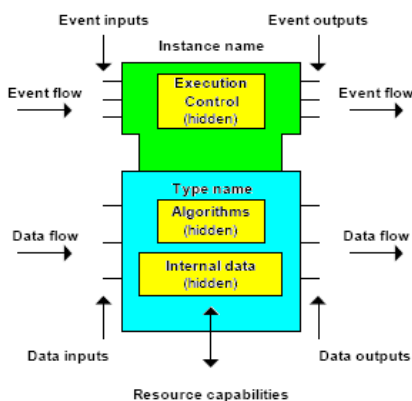 Event inputs
Event outputs
Instance name
Event flow
Execution
Control
(hidden)
Event flow
Type name
Data flow
Algorithms
(hidden)
Data flow
Internal data
(hidden)
Data inputs
Data outputs
Resource capabilities